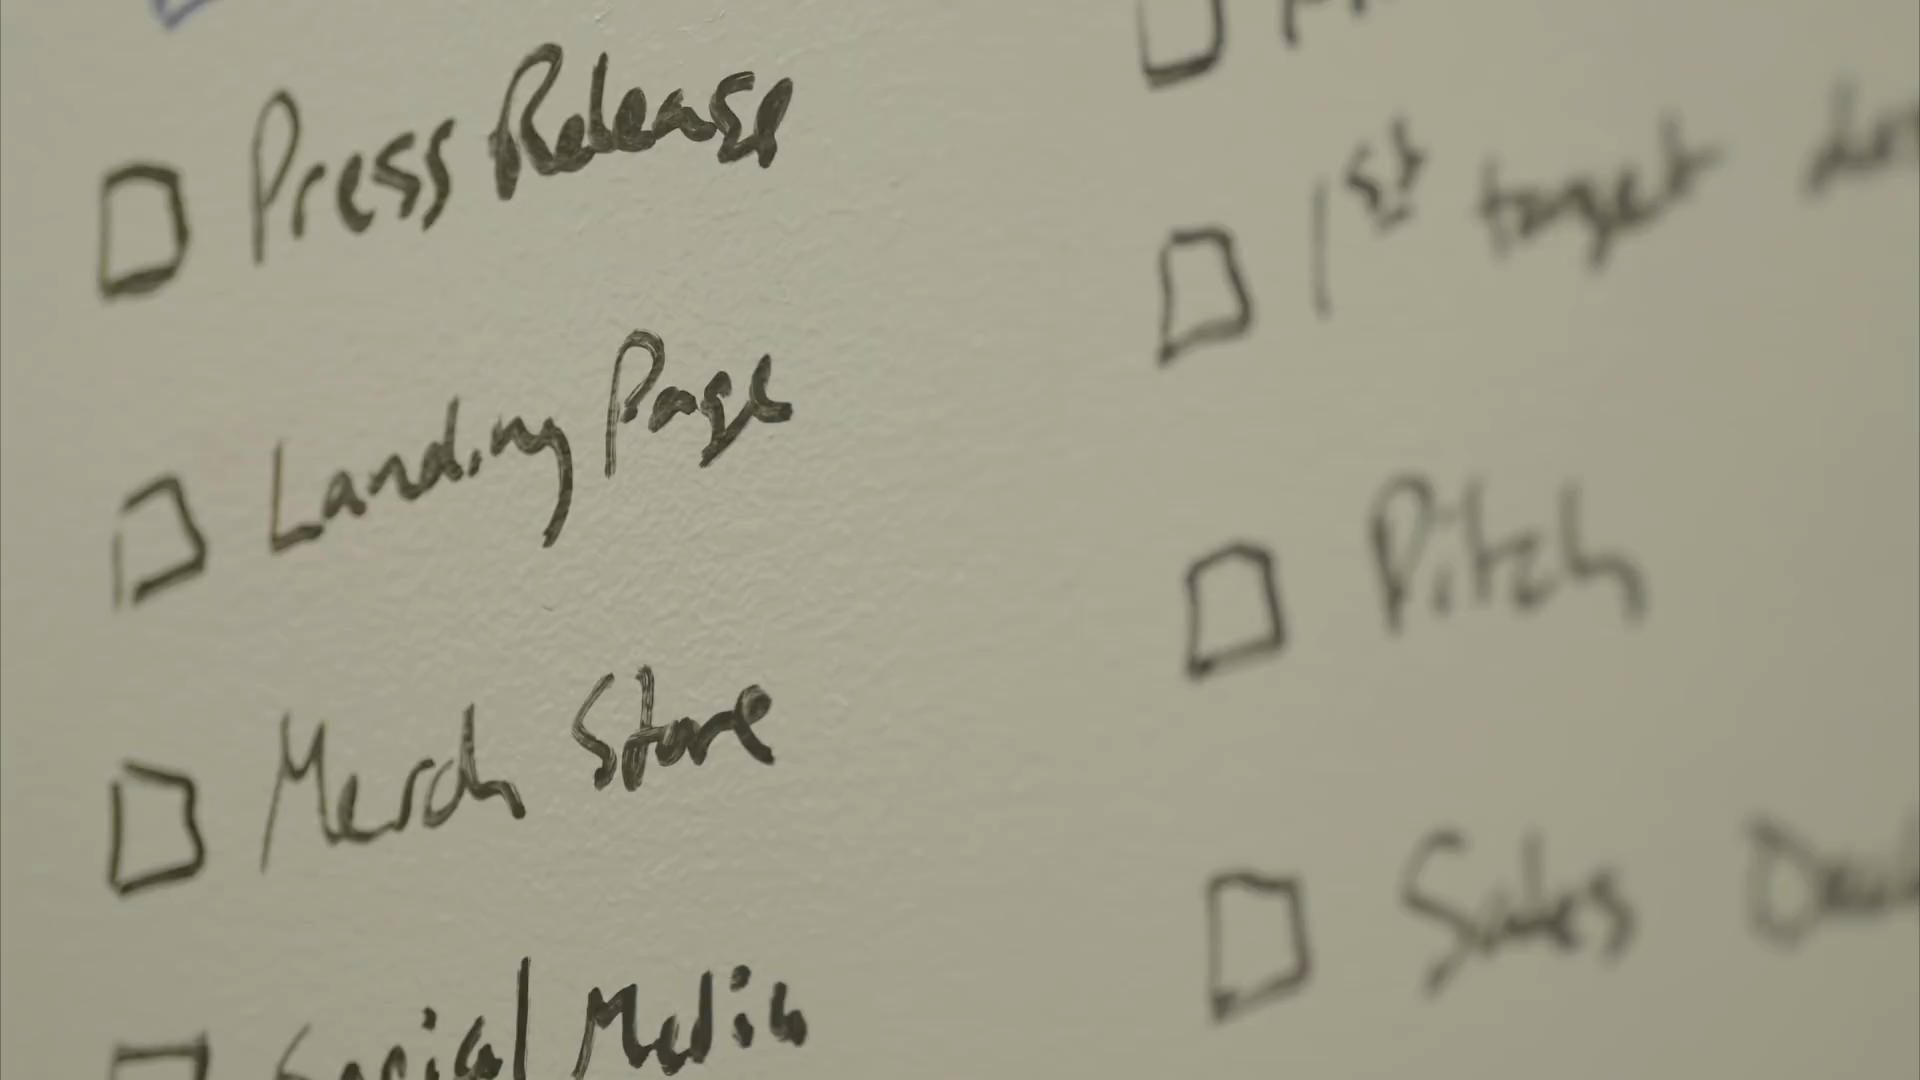 Press Release
Landing Page
Merch Store
Social Media
1st target
Pitch
Sales